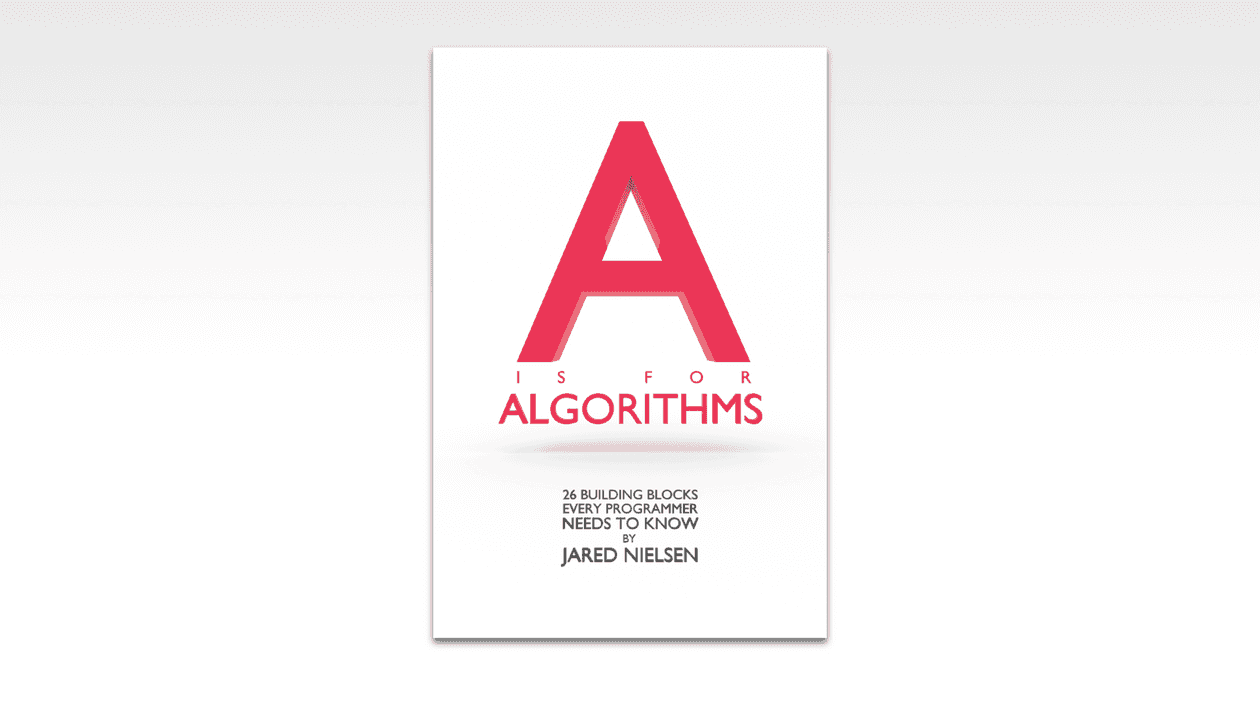 A
IS FOR
ALGORITHMS
26 BUILDING BLOCKS
EVERY PROGRAMMER
NEEDS TO KNOW
BY
JARED NIELSEN